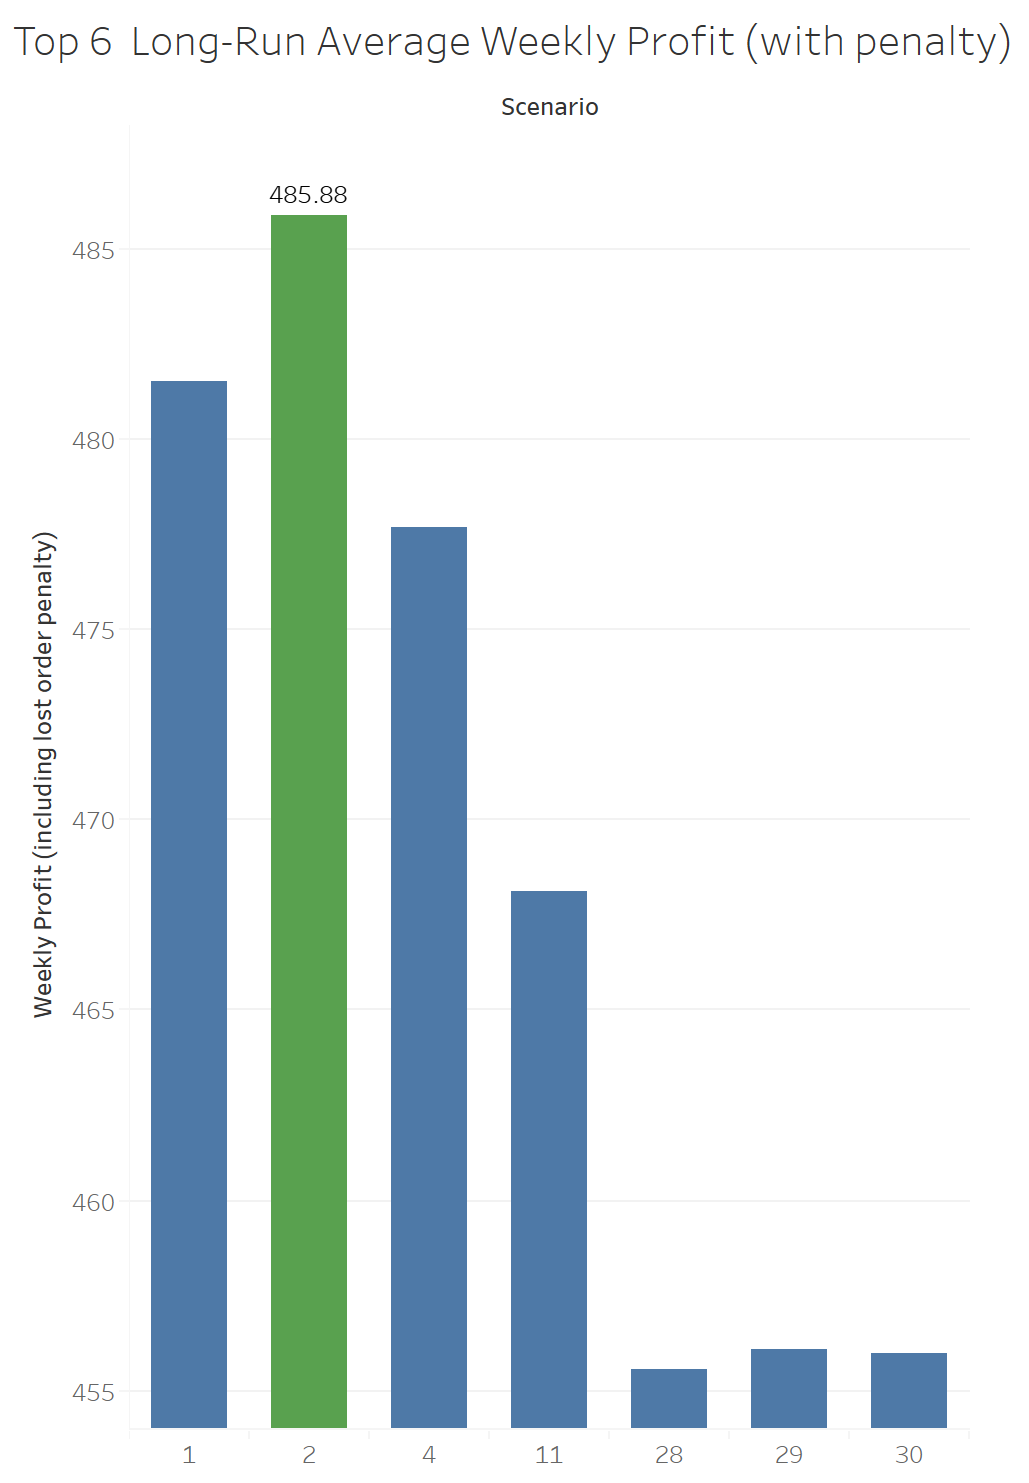 Top 6  Long-Run Average Weekly Profit (with penalty)
Scenario
485.88
485
480
475
470
465
460
455
Weekly Profit (including lost order penalty)
1 2 4 11 28 29 30